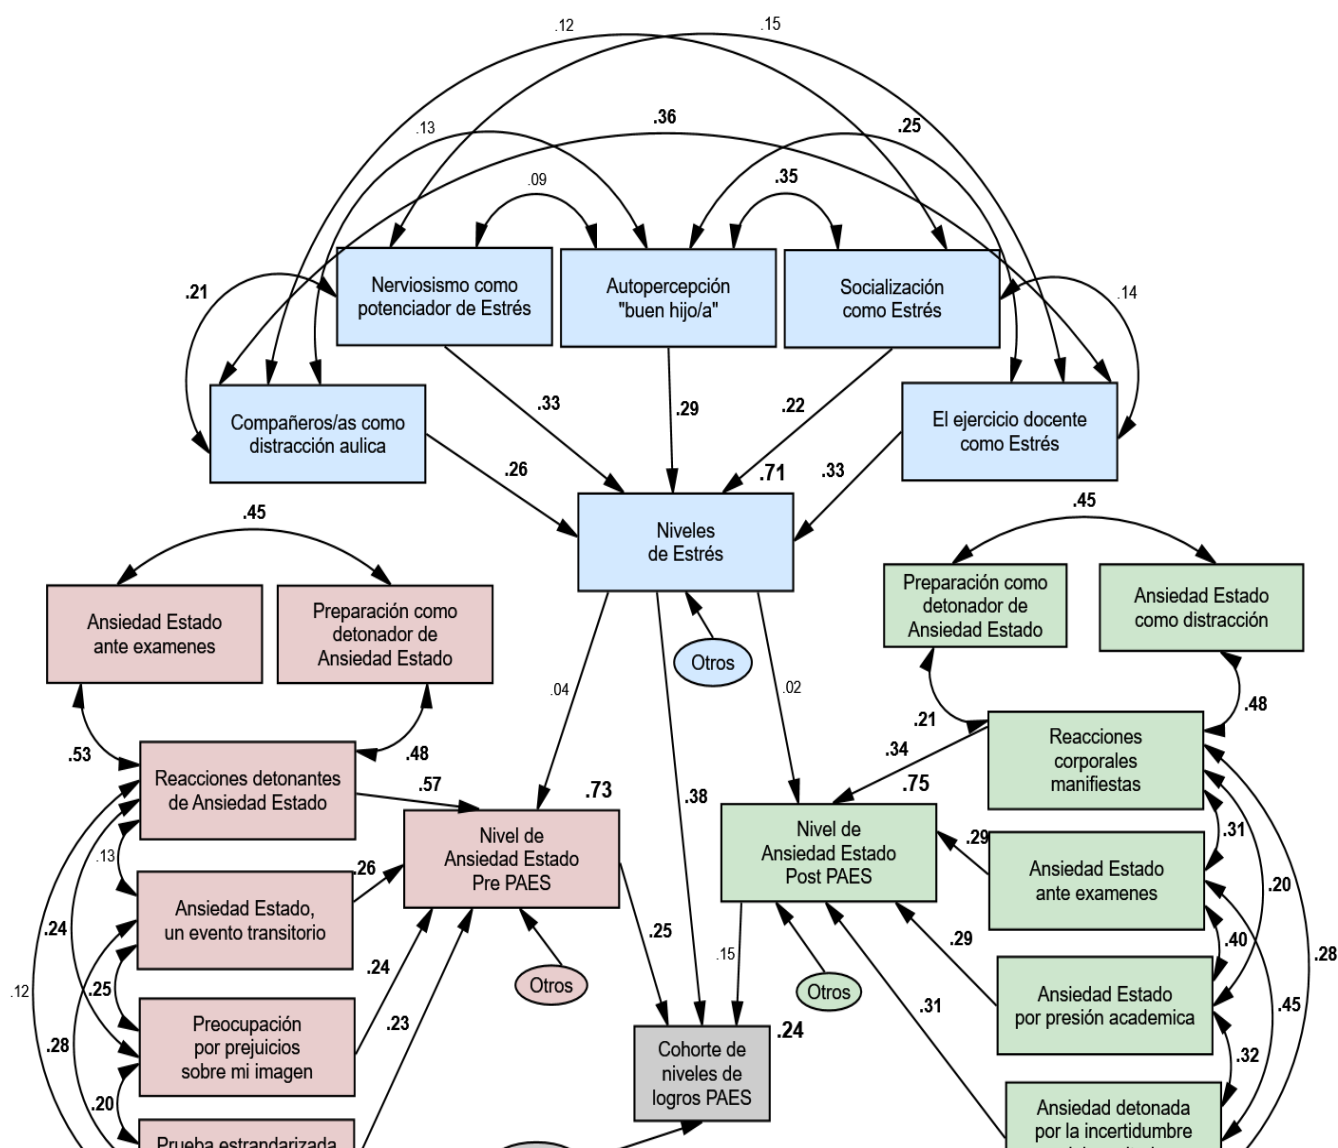 .12
.15
.13
.36
.25
.09
.35
.21
Nerviosismo como
potenciador de Estrés
Autopercepción
"buen hijo/a"
Socialización
como Estrés
.14
Compañeros/as como
distracción aulica
.33
.29
.22
El ejercicio docente
como Estrés
.26
.71
.33
Niveles
de Estrés
.45
.45
Ansiedad Estado
ante examenes
Preparación como
detonador de
Ansiedad Estado
Otros
Preparación como
detonador de
Ansiedad Estado
Ansiedad Estado
como distracción
.04
.02
.53
.48
.21
.34
.48
Reacciones detonantes
de Ansiedad Estado
.57
.73
.38
.75
Reacciones
corporales
manifiestas
Nivel de
Ansiedad Estado
Pre PAES
Nivel de
Ansiedad Estado
Post PAES
.29
.31
.13
.26
Ansiedad Estado
ante examenes
.20
Ansiedad Estado,
un evento transitorio
.24
.25
.15
.29
.40
.28
.24
.12
.25
Otros
Otros
Ansiedad Estado
por presión academica
.45
.31
.23
.28
Preocupación
por prejuicios
sobre mi imagen
.24
Cohorte de
niveles de
logros PAES
.32
.20
Ansiedad detonada
por la incertidumbre
Prueba estrandarizada